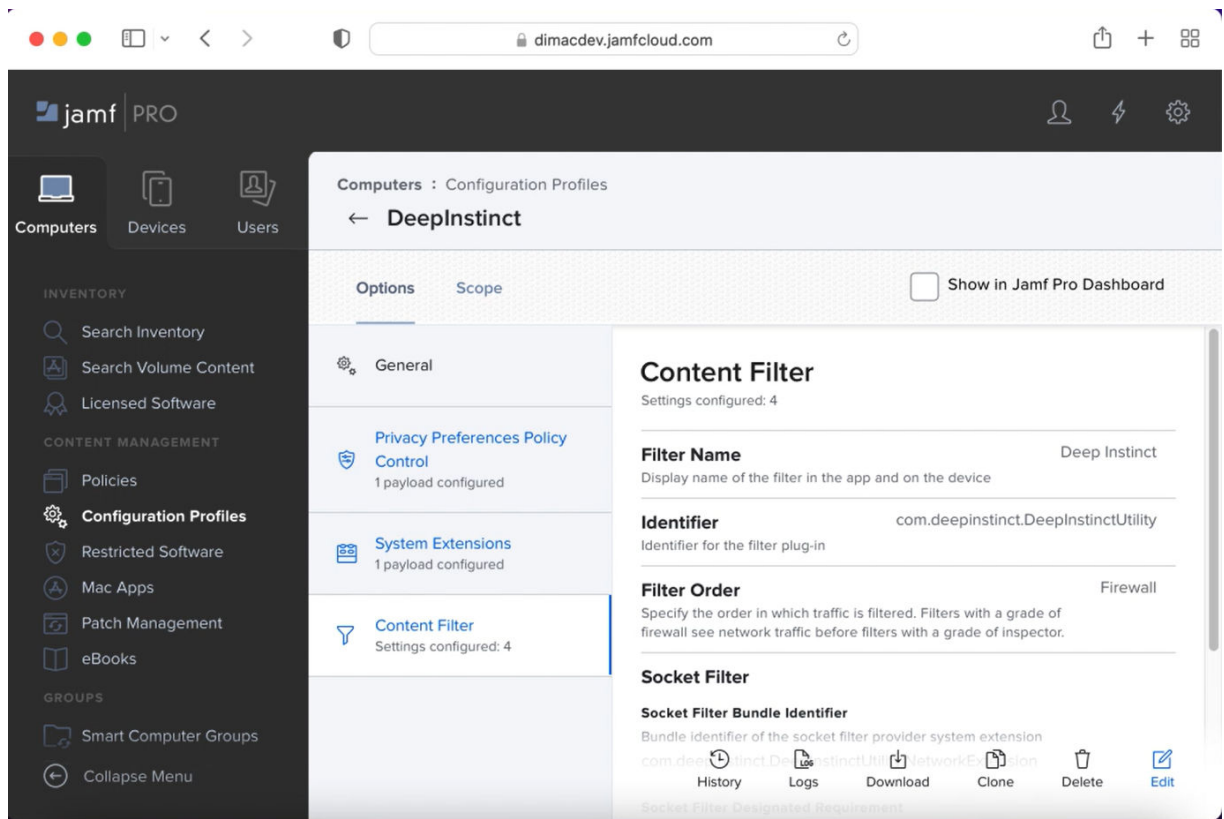 dimacdev.jamfcloud.com
jamf PRO
Computers
Devices
Users
INVENTORY
Search Inventory
Search Volume Content
Licensed Software
CONTENT MANAGEMENT
Policies
Configuration Profiles
Restricted Software
Mac Apps
Patch Management
eBooks
GROUPS
Smart Computer Groups
Collapse Menu
Computers : Configuration Profiles
← DeepInstinct
Options
Scope
Show in Jamf Pro Dashboard
General
Privacy Preferences Policy
Control
1 payload configured
System Extensions
1 payload configured
Content Filter
Settings configured: 4
Content Filter
Settings configured: 4
Filter Name
Deep Instinct
Display name of the filter in the app and on the device
Identifier
com.deepinstinct.DeepInstinctUtility
Identifier for the filter plug-in
Filter Order
Firewall
Specify the order in which traffic is filtered. Filters with a grade of
firewall see network traffic before filters with a grade of inspector.
Socket Filter
Socket Filter Bundle Identifier
Bundle identifier of the socket filter provider system extension
LOG
History
Logs
Download
Clone
Delete
Edit
Socket Filter Designated Requirement